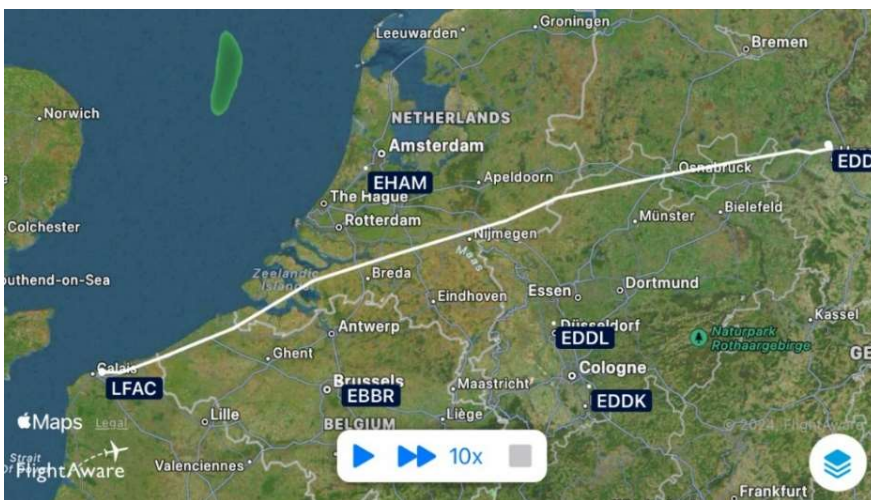 Groningen
Leeuwarden
Bremen
Norwich
NETHERLANDS
Amsterdam
EHAM
Apeldoorn
Osnabrück
EDD
The Hague
Rotterdam
Münster
Bielefeld
Colchester
Nijmegen
Maas
Zeelandic
Islands
Breda
outhend-on-Sea
Eindhoven
Essen
Dortmund
Antwerp
Düsseldorf
EDDL
Naturpark
Rothaargebirge
Kassel
Ghent
GE
Calais
LFAC
Brussels
EBBR
Maastricht
Cologne
EDDK
Maps
Legal
Lille
BELGIUM
Liège
© 2024, FlightAware
Strait
FlightAware
Valenciennes
10x
Frankfurt